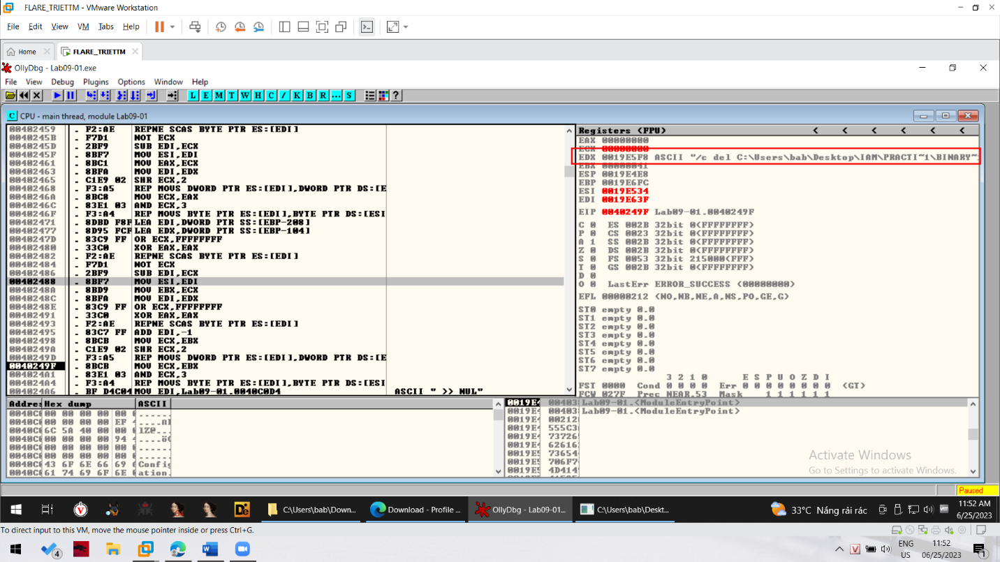 FLARE_TRIETTM - VMware Workstation
File Edit View VM Tabs Help
Home FLARE_TRIETTM
OllyDbg - Lab09-01.exe
File View Debug Plugins Options Window Help
L E M T W H C / K B R ... S ?
C CPU - main thread, module Lab09-01
00402459 . F2:AE REPNE SCAS BYTE PTR ES:[EDI]
0040245B . F7D1 NOT ECX
0040245D . 2BF9 SUB EDI,ECX
0040245F . 8BF7 MOV ESI,EDI
00402461 . 8BC1 MOV EAX,ECX
00402463 . 8BFA MOV EDI,EDX
00402465 . C1E9 02 SHR ECX,2
00402468 . F3:A5 REP MOVS DWORD PTR ES:[EDI],DWORD PTR DS:[E
0040246A . 8BC8 MOV ECX,EAX
0040246C . 83E1 03 AND ECX,3
0040246F . F3:A4 REP MOVS BYTE PTR ES:[EDI],BYTE PTR DS:[ESI
00402471 . 8DBD F8F LEA EDI,DWORD PTR SS:[EBP-208]
00402477 . 8D95 FCF LEA EDX,DWORD PTR SS:[EBP-104]
0040247D . 83C9 FF OR ECX,FFFFFFFF
00402480 . 33C0 XOR EAX,EAX
00402482 . F2:AE REPNE SCAS BYTE PTR ES:[EDI]
00402484 . F7D1 NOT ECX
00402486 . 2BF9 SUB EDI,ECX
00402488 . 8BF7 MOV ESI,EDI
0040248A . 8BD9 MOV EBX,ECX
0040248C . 8BFA MOV EDI,EDX
0040248E . 83C9 FF OR ECX,FFFFFFFF
00402491 . 33C0 XOR EAX,EAX
00402493 . F2:AE REPNE SCAS BYTE PTR ES:[EDI]
00402495 . 83C7 FF ADD EDI,-1
00402498 . 8BCB MOV ECX,EBX
0040249A . C1E9 02 SHR ECX,2
0040249D . F3:A5 REP MOVS DWORD PTR ES:[EDI],DWORD PTR DS:[E
0040249F . 8BCB MOV ECX,EBX
004024A1 . 83E1 03 AND ECX,3
004024A4 . F3:A4 REP MOVS BYTE PTR ES:[EDI],BYTE PTR DS:[ESI
004024A6 . BF D4C04 MOV EDI,Lab09-01.0040C0D4 ASCII " >> NUL"
Registers (FPU) < < < < < <
EAX 00000000
ECX 00000000
EDX 0019E5F8 ASCII "/c del C:\Users\bab\Desktop\IAM\PRACTI~1\BINARY~
EBX 00000041
ESP 0019E4E8
EBP 0019E6FC
ESI 0019E534
EDI 0019E63F
EIP 0040249F Lab09-01.0040249F
C 0 ES 002B 32bit 0(FFFFFFFF)
P 0 CS 0023 32bit 0(FFFFFFFF)
A 1 SS 002B 32bit 0(FFFFFFFF)
Z 0 DS 002B 32bit 0(FFFFFFFF)
S 0 FS 0053 32bit 215000(FFF)
T 0 GS 002B 32bit 0(FFFFFFFF)
D 0
O 0 LastErr ERROR_SUCCESS (00000000)
EFL 00000212 (NO,NB,NE,A,NS,PO,GE,G)
ST0 empty 0.0
ST1 empty 0.0
ST2 empty 0.0
ST3 empty 0.0
ST4 empty 0.0
ST5 empty 0.0
ST6 empty 0.0
ST7 empty 0.0
3 2 1 0 E S P U O Z D I
FST 0000 Cond 0 0 0 0 Err 0 0 0 0 0 0 0 0 (GT)
FCW 027F Prec NEAR,53 Mask 1 1 1 1 1 1
Addres Hex dump ASCII
0040C0 00 00 00 00 00 ......
0040C0 00 00 00 00 EF
0040C0 6C 5A 40 00 00 lZ@...
0040C0 00 00 00 00 94
0040C0 00 00 00 00 00 ......
0040C0 43 6F 6E 66 69 Config
0040C0 61 74 69 6F 6E ation.
0019E4 00403 Lab09-01.<ModuleEntryPoint>
0019E4 00403 Lab09-01.<ModuleEntryPoint>
0019E4 00212
0019E4 555C3
0019E4 73726
0019E5 62616
0019E5 73654
0019E5 706F7
0019E5 4D414
Activate Windows
Go to Settings to activate Windows.
Paused
C:\Users\bab\Down... Download - Profile ... OllyDbg - Lab09-01... C:\Users\bab\Deskt... 33°C Nắng rải rác 11:52 AM
6/25/2023
To direct input to this VM, move the mouse pointer inside or press Ctrl+G.
4 ENG 11:52
US 06/25/2023 1